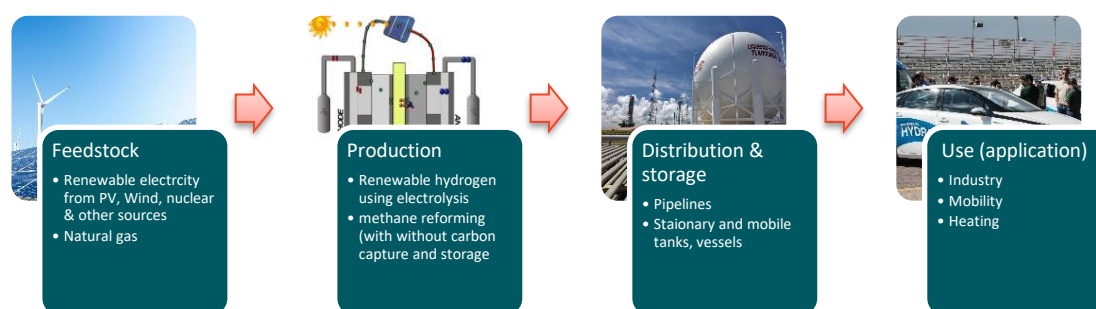 Feedstock
• Renewable electrcity
from PV, Wind, nuclear
& other sources
• Natural gas
Production
• Renewable hydrogen
using electrolysis
• methane reforming
(with without carbon
capture and storage
Distribution &
storage
• Pipelines
• Staionary and mobile
tanks, vessels
Use (application)
• Industry
• Mobility
• Heating
HYDR